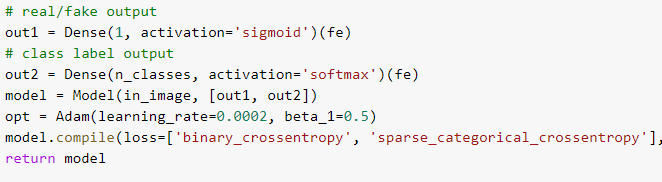 # real/fake output
out1 = Dense(1, activation='sigmoid')(fe)
# class label output
out2 = Dense(n_classes, activation='softmax')(fe)
model = Model(in_image, [out1, out2])
opt = Adam(learning_rate=0.0002, beta_1=0.5)
model.compile(loss=['binary_crossentropy', 'sparse_categorical_crossentropy'],
return model